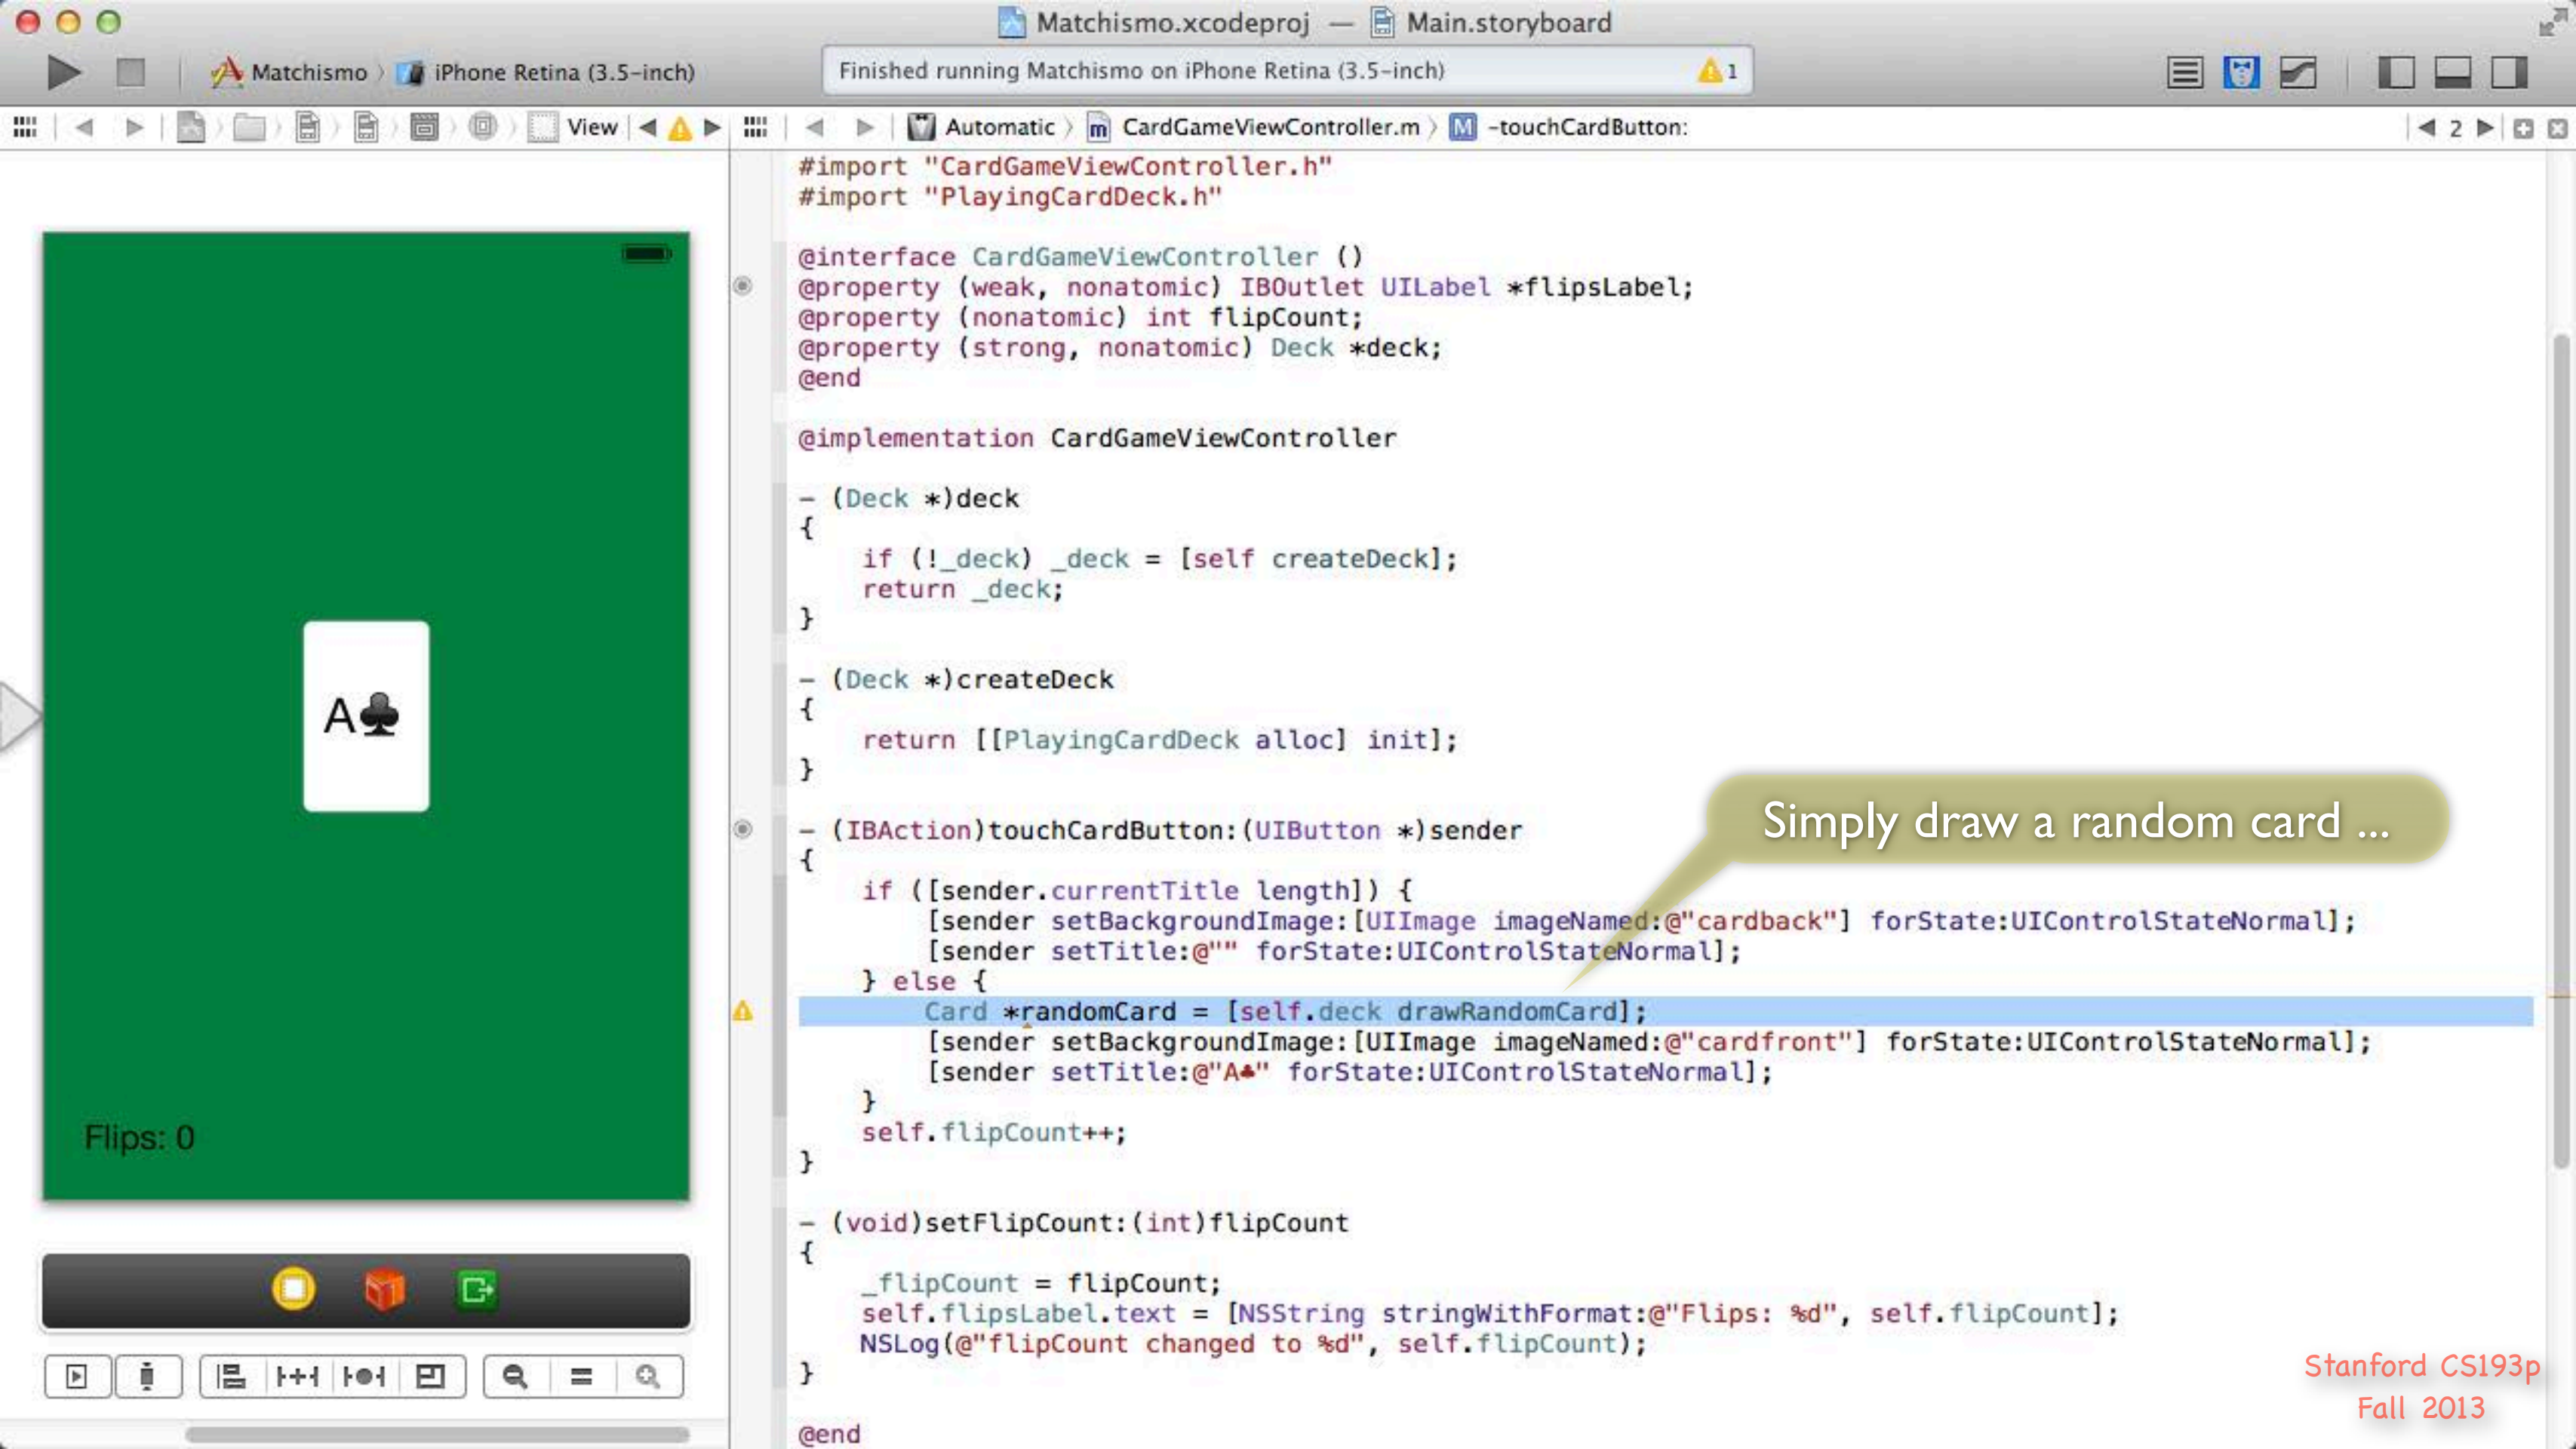 Matchismo.xcodeproj — Main.storyboard
Matchismo iPhone Retina (3.5-inch)
Finished running Matchismo on iPhone Retina (3.5-inch) 1
View
Automatic CardGameViewController.m M -touchCardButton: 2
#import "CardGameViewController.h"
#import "PlayingCardDeck.h"
@interface CardGameViewController ()
@property (weak, nonatomic) IBOutlet UILabel *flipsLabel;
@property (nonatomic) int flipCount;
@property (strong, nonatomic) Deck *deck;
@end
@implementation CardGameViewController
- (Deck *)deck
{
if (!_deck) _deck = [self createDeck];
return _deck;
}
- (Deck *)createDeck
{
return [[PlayingCardDeck alloc] init];
}
- (IBAction)touchCardButton:(UIButton *)sender
{
if ([sender.currentTitle length]) {
[sender setBackgroundImage:[UIImage imageNamed:@"cardback"] forState:UIControlStateNormal];
[sender setTitle:@"" forState:UIControlStateNormal];
} else {
Card *randomCard = [self.deck drawRandomCard];
[sender setBackgroundImage:[UIImage imageNamed:@"cardfront"] forState:UIControlStateNormal];
[sender setTitle:@"A♣" forState:UIControlStateNormal];
}
self.flipCount++;
}
- (void)setFlipCount:(int)flipCount
{
_flipCount = flipCount;
self.flipsLabel.text = [NSString stringWithFormat:@"Flips: %d", self.flipCount];
NSLog(@"flipCount changed to %d", self.flipCount);
}
@end
A♣
Flips: 0
Simply draw a random card ...
Stanford CS193p
Fall 2013